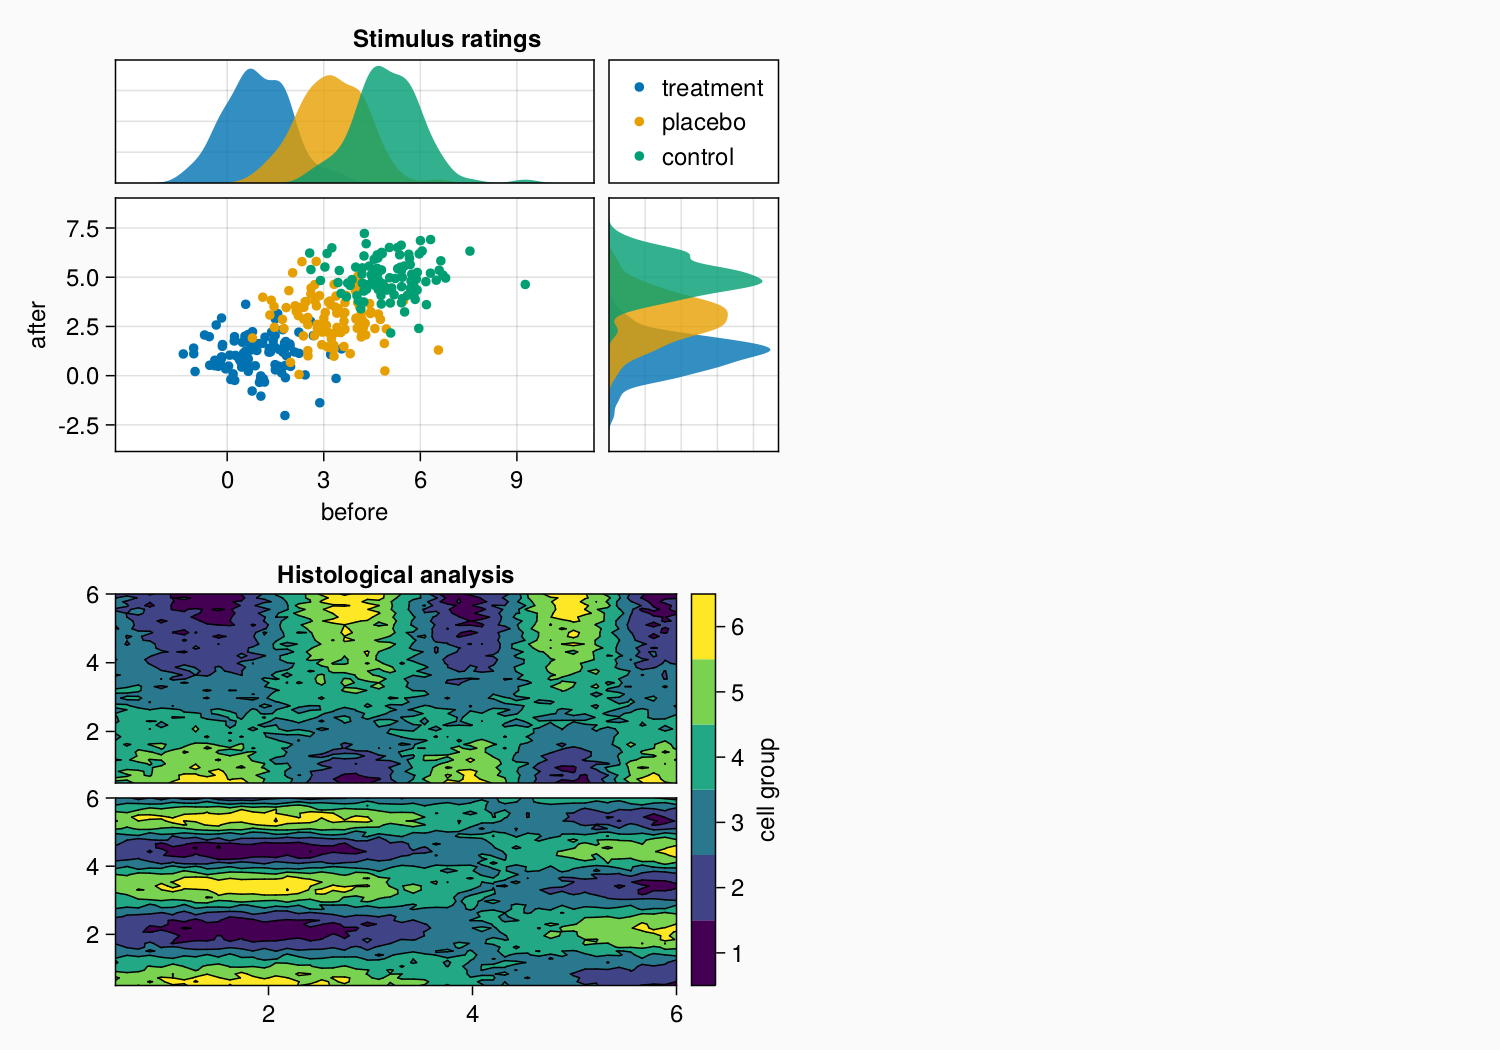 Stimulus ratings
treatment
placebo
control
after
7.5
5.0
2.5
0.0
-2.5
0 3 6 9
before
Histological analysis
6
4
2
6
4
2
2 4 6
6
5
4
3
2
1
cell group